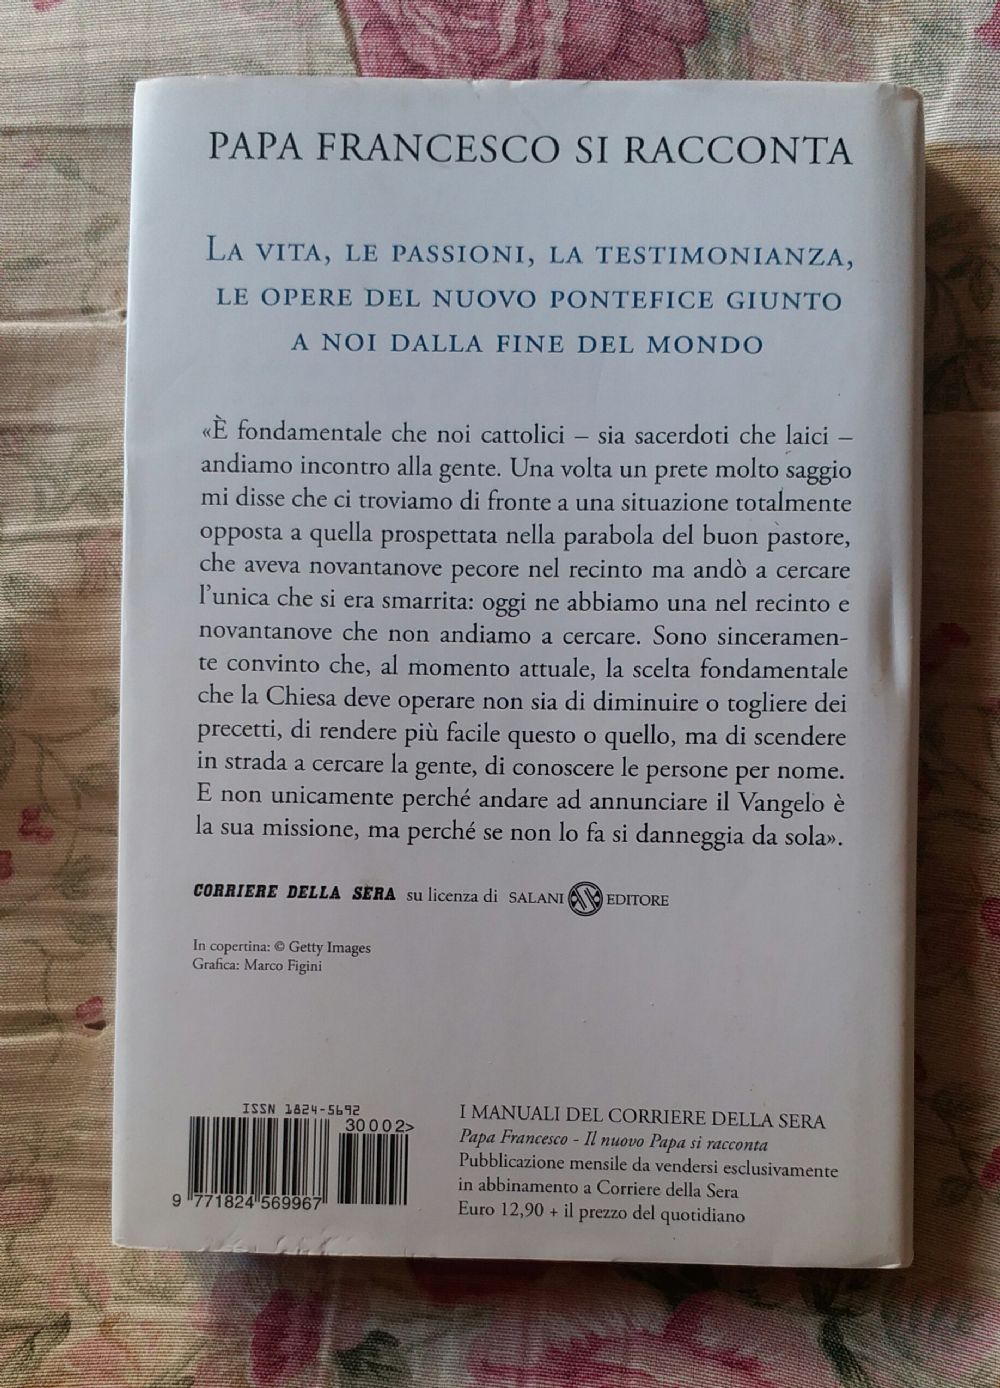 PAPA FRANCESCO SI RACCONTA
LA VITA, LE PASSIONI, LA TESTIMONIANZA,
LE OPERE DEL NUOVO PONTEFICE GIUNTO
A NOI DALLA FINE DEL MONDO
«È fondamentale che noi cattolici – sia sacerdoti che laici –
andiamo incontro alla gente. Una volta un prete molto saggio
mi disse che ci troviamo di fronte a una situazione totalmente
opposta a quella prospettata nella parabola del buon pastore,
che aveva novantanove pecore nel recinto ma andò a cercare
l'unica che si era smarrita: oggi ne abbiamo una nel recinto e
novantanove che non andiamo a cercare. Sono sinceramen-
te convinto che, al momento attuale, la scelta fondamentale
che la Chiesa deve operare non sia di diminuire o togliere dei
precetti, di rendere più facile questo o quello, ma di scendere
in strada a cercare la gente, di conoscere le persone per nome.
E non unicamente perché andare ad annunciare il Vangelo è
la sua missione, ma perché se non lo fa si danneggia da sola».
CORRIERE DELLA SERA su licenza di SALANI EDITORE
In copertina: © Getty Images
Grafica: Marco Figini
ISSN 1824-5692
30002>
9 771824 569967
I MANUALI DEL CORRIERE DELLA SERA
Papa Francesco - Il nuovo Papa si racconta
Pubblicazione mensile da vendersi esclusivamente
in abbinamento a Corriere della Sera
Euro 12,90 + il prezzo del quotidiano